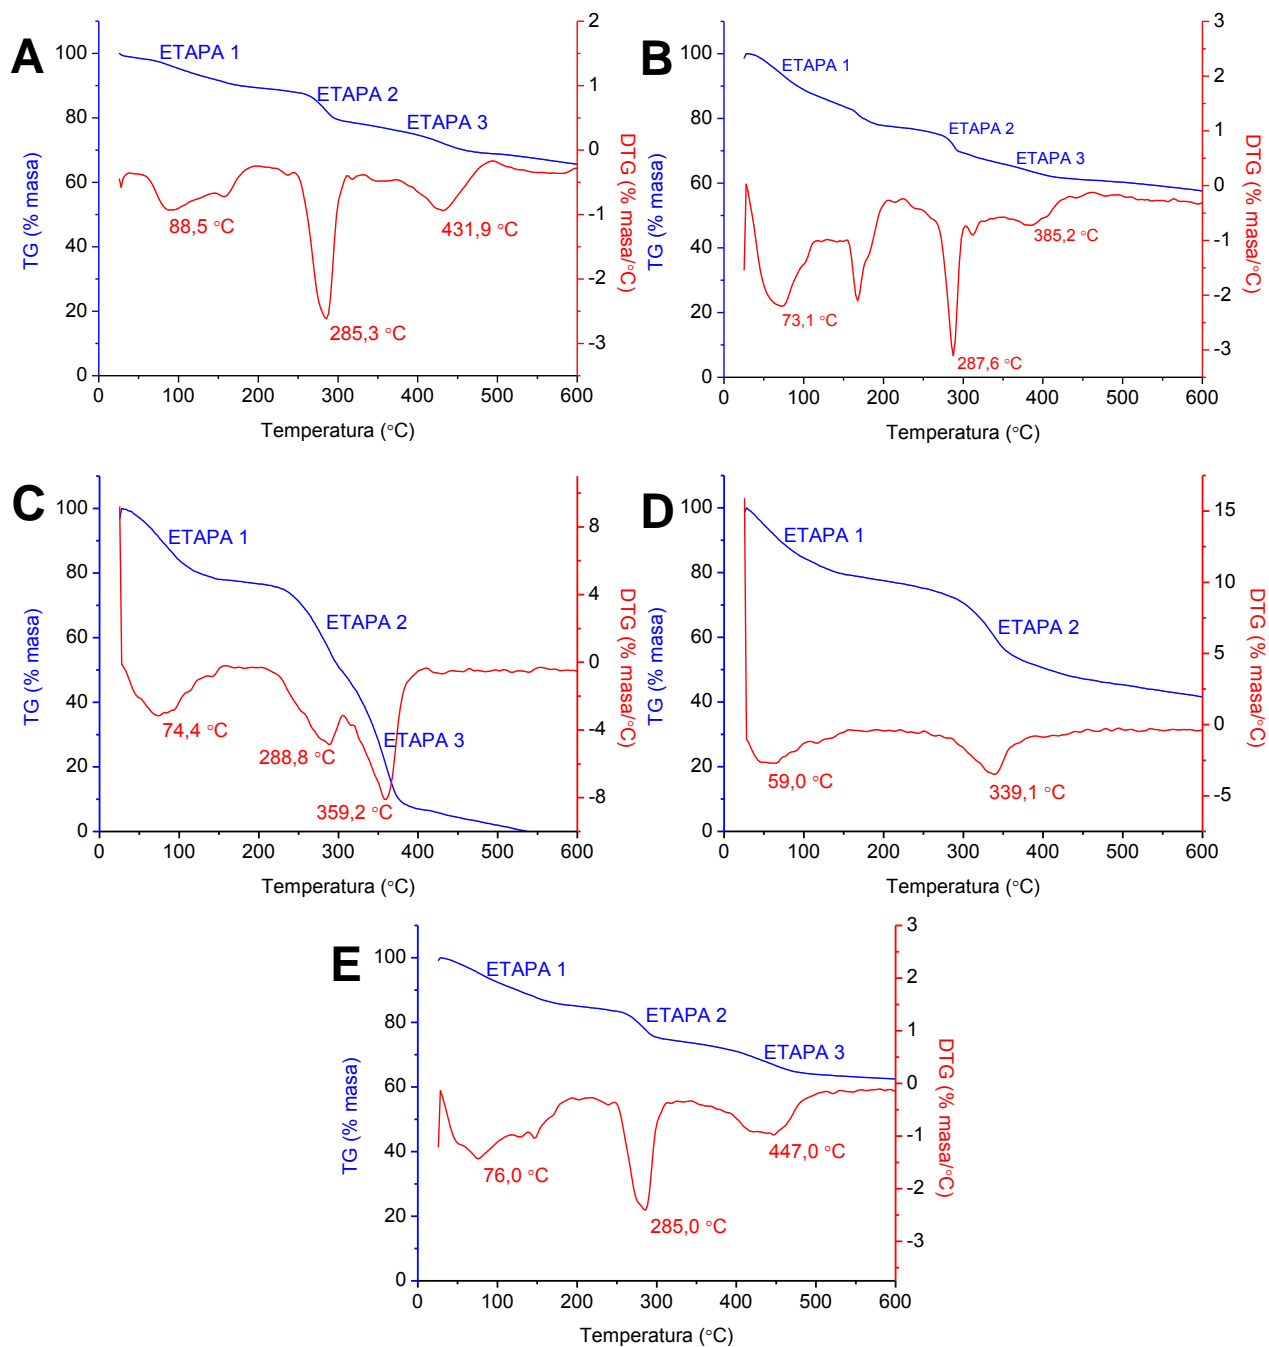 A
ETAPA 1
ETAPA 2
ETAPA 3
88,5 °C
431,9 °C
285,3 °C
TG (% masa)
DTG (% masa/°C)
100
80
60
40
20
0
2
1
0
-1
-2
-3
0 100 200 300 400 500 600
Temperatura (°C)
B
ETAPA 1
ETAPA 2
ETAPA 3
385,2 °C
73,1 °C
287,6 °C
TG (% masa)
DTG (% masa/°C)
100
80
60
40
20
0
3
2
1
0
-1
-2
-3
0 100 200 300 400 500 600
Temperatura (°C)
C
ETAPA 1
ETAPA 2
ETAPA 3
74,4 °C
288,8 °C
359,2 °C
TG (% masa)
DTG (% masa/°C)
100
80
60
40
20
0
8
4
0
-4
-8
0 100 200 300 400 500 600
Temperatura (°C)
D
ETAPA 1
ETAPA 2
59,0 °C
339,1 °C
TG (% masa)
DTG (% masa/°C)
100
80
60
40
20
0
15
10
5
0
-5
0 100 200 300 400 500 600
Temperatura (°C)
E
ETAPA 1
ETAPA 2
ETAPA 3
76,0 °C
447,0 °C
285,0 °C
TG (% masa)
DTG (% masa/°C)
100
80
60
40
20
0
3
2
1
0
-1
-2
-3
0 100 200 300 400 500 600
Temperatura (°C)